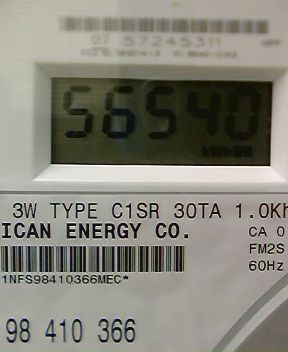 07 57245311
56540
kWh
3W TYPE C1SR 30TA 1.0Kh
ICAN ENERGY CO.
CA 0
FM2S
60Hz
1NFS98410366MEC*
98 410 366